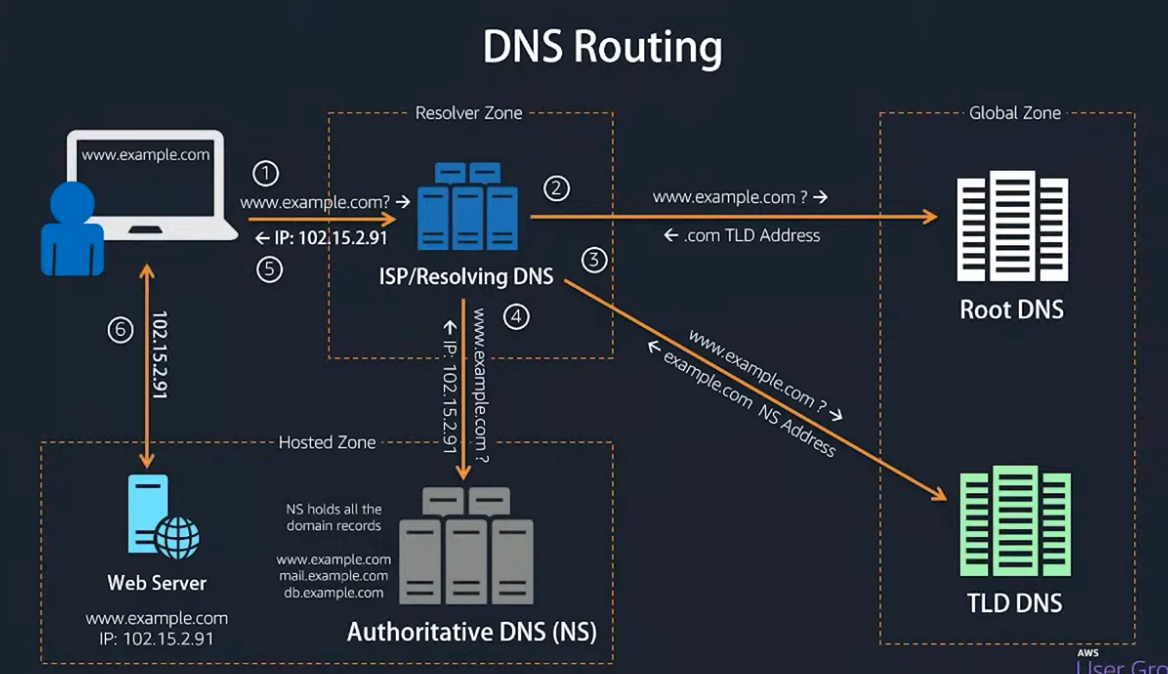 DNS Routing
Resolver Zone
Global Zone
www.example.com
①
www.example.com? →
← IP: 102.15.2.91
⑤
②
www.example.com ? →
← .com TLD Address
③
ISP/Resolving DNS
Root DNS
④
www.example.com ?
← IP: 102.15.2.91
www.example.com ? →
← example.com NS Address
⑥
102.15.2.91
Hosted Zone
NS holds all the
domain records
www.example.com
mail.example.com
db.example.com
Web Server
www.example.com
IP: 102.15.2.91
Authoritative DNS (NS)
TLD DNS
AWS
User Gro